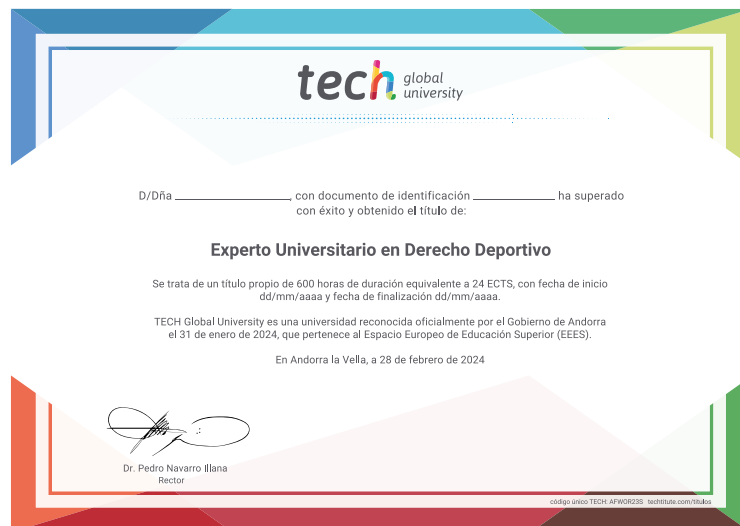 tech global university
D/Dña ____________________, con documento de identificación ______________ ha superado
con éxito y obtenido el título de:
Experto Universitario en Derecho Deportivo
Se trata de un título propio de 600 horas de duración equivalente a 24 ECTS, con fecha de inicio
dd/mm/aaaa y fecha de finalización dd/mm/aaaa.
TECH Global University es una universidad reconocida oficialmente por el Gobierno de Andorra
el 31 de enero de 2024, que pertenece al Espacio Europeo de Educación Superior (EEES).
En Andorra la Vella, a 28 de febrero de 2024
Dr. Pedro Navarro Illana
Rector
código único TECH: AFWOR23S techtitute.com/titulos